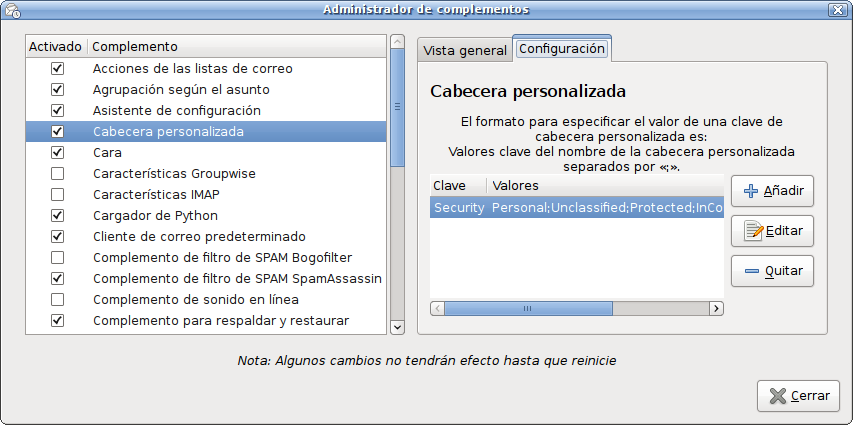 Administrador de complementos
Activado Complemento
Acciones de las listas de correo
Agrupación según el asunto
Asistente de configuración
Cabecera personalizada
Cara
Características Groupwise
Características IMAP
Cargador de Python
Cliente de correo predeterminado
Complemento de filtro de SPAM Bogofilter
Complemento de filtro de SPAM SpamAssassin
Complemento de sonido en línea
Complemento para respaldar y restaurar
Vista general Configuración
Cabecera personalizada
El formato para especificar el valor de una clave de
cabecera personalizada es:
Valores clave del nombre de la cabecera personalizada
separados por «;».
Clave Valores
Security Personal;Unclassified;Protected;InCo
Añadir
Editar
Quitar
Nota: Algunos cambios no tendrán efecto hasta que reinicie
Cerrar